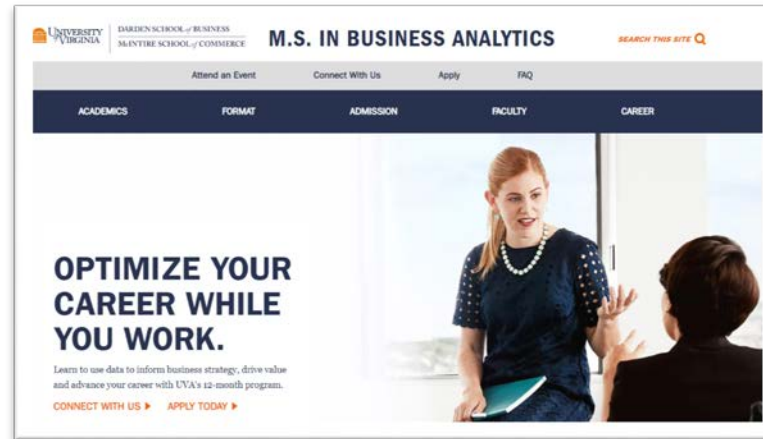 UNIVERSITY
of VIRGINIA
DARDEN SCHOOL of BUSINESS
McINTIRE SCHOOL of COMMERCE
M.S. IN BUSINESS ANALYTICS
SEARCH THIS SITE
Attend an Event Connect With Us Apply FAQ
ACADEMICS FORMAT ADMISSION FACULTY CAREER
OPTIMIZE YOUR
CAREER WHILE
YOU WORK.
Learn to use data to inform business strategy, drive value
and advance your career with UVA's 12-month program.
CONNECT WITH US APPLY TODAY